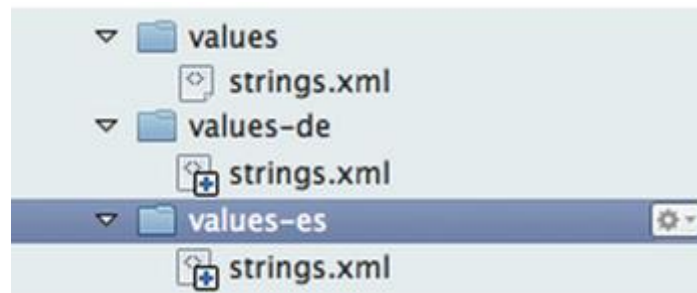 values
strings.xml
values-de
strings.xml
values-es
strings.xml